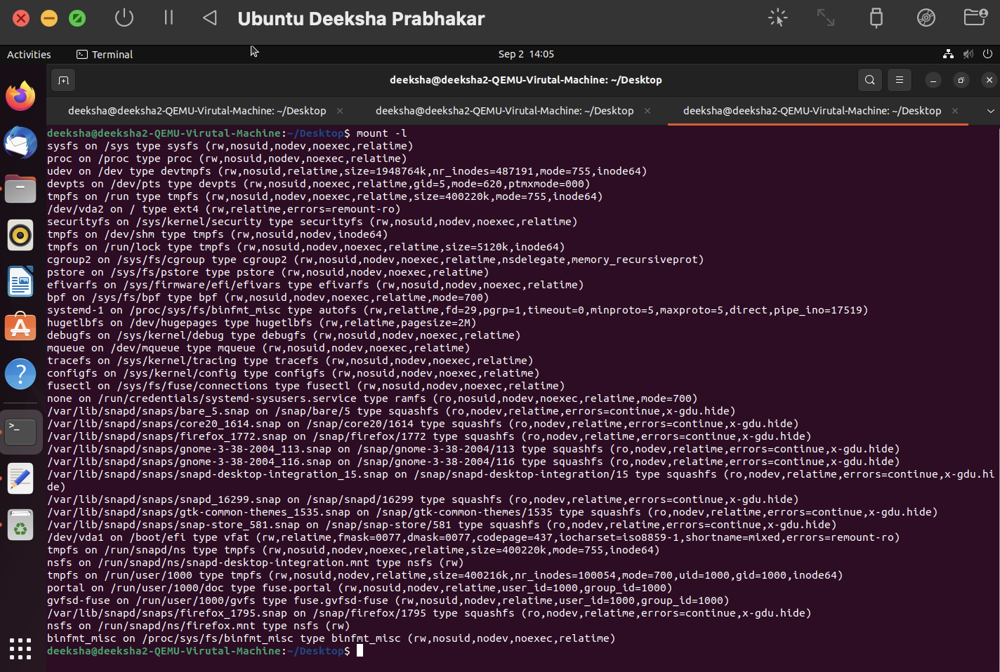 Ubuntu Deeksha Prabhakar
Activities
Terminal
Sep 2 14:05
deeksha@deeksha2-QEMU-Virutal-Machine: ~/Desktop
deeksha@deeksha2-QEMU-Virutal-Machine: ~/Desktop
deeksha@deeksha2-QEMU-Virutal-Machine: ~/Desktop
deeksha@deeksha2-QEMU-Virutal-Machine: ~/Desktop
deeksha@deeksha2-QEMU-Virutal-Machine:~/Desktop$ mount -l
sysfs on /sys type sysfs (rw,nosuid,nodev,noexec,relatime)
proc on /proc type proc (rw,nosuid,nodev,noexec,relatime)
udev on /dev type devtmpfs (rw,nosuid,relatime,size=1948764k,nr_inodes=487191,mode=755,inode64)
devpts on /dev/pts type devpts (rw,nosuid,noexec,relatime,gid=5,mode=620,ptmxmode=000)
tmpfs on /run type tmpfs (rw,nosuid,nodev,noexec,relatime,size=400220k,mode=755,inode64)
/dev/vda2 on / type ext4 (rw,relatime,errors=remount-ro)
securityfs on /sys/kernel/security type securityfs (rw,nosuid,nodev,noexec,relatime)
tmpfs on /dev/shm type tmpfs (rw,nosuid,nodev,inode64)
tmpfs on /run/lock type tmpfs (rw,nosuid,nodev,noexec,relatime,size=5120k,inode64)
cgroup2 on /sys/fs/cgroup type cgroup2 (rw,nosuid,nodev,noexec,relatime,nsdelegate,memory_recursiveprot)
pstore on /sys/fs/pstore type pstore (rw,nosuid,nodev,noexec,relatime)
efivarfs on /sys/firmware/efi/efivars type efivarfs (rw,nosuid,nodev,noexec,relatime)
bpf on /sys/fs/bpf type bpf (rw,nosuid,nodev,noexec,relatime,mode=700)
systemd-1 on /proc/sys/fs/binfmt_misc type autofs (rw,relatime,fd=29,pgrp=1,timeout=0,minproto=5,maxproto=5,direct,pipe_ino=17519)
hugetlbfs on /dev/hugepages type hugetlbfs (rw,relatime,pagesize=2M)
debugfs on /sys/kernel/debug type debugfs (rw,nosuid,nodev,noexec,relatime)
mqueue on /dev/mqueue type mqueue (rw,nosuid,nodev,noexec,relatime)
tracefs on /sys/kernel/tracing type tracefs (rw,nosuid,nodev,noexec,relatime)
configfs on /sys/kernel/config type configfs (rw,nosuid,nodev,noexec,relatime)
fusectl on /sys/fs/fuse/connections type fusectl (rw,nosuid,nodev,noexec,relatime)
none on /run/credentials/systemd-sysusers.service type ramfs (ro,nosuid,nodev,noexec,relatime,mode=700)
/var/lib/snapd/snaps/bare_5.snap on /snap/bare/5 type squashfs (ro,nodev,relatime,errors=continue,x-gdu.hide)
/var/lib/snapd/snaps/core20_1614.snap on /snap/core20/1614 type squashfs (ro,nodev,relatime,errors=continue,x-gdu.hide)
/var/lib/snapd/snaps/firefox_1772.snap on /snap/firefox/1772 type squashfs (ro,nodev,relatime,errors=continue,x-gdu.hide)
/var/lib/snapd/snaps/gnome-3-38-2004_113.snap on /snap/gnome-3-38-2004/113 type squashfs (ro,nodev,relatime,errors=continue,x-gdu.hide)
/var/lib/snapd/snaps/gnome-3-38-2004_116.snap on /snap/gnome-3-38-2004/116 type squashfs (ro,nodev,relatime,errors=continue,x-gdu.hide)
/var/lib/snapd/snaps/snapd-desktop-integration_15.snap on /snap/snapd-desktop-integration/15 type squashfs (ro,nodev,relatime,errors=continue,x-gdu.hi
de)
/var/lib/snapd/snaps/snapd_16299.snap on /snap/snapd/16299 type squashfs (ro,nodev,relatime,errors=continue,x-gdu.hide)
/var/lib/snapd/snaps/gtk-common-themes_1535.snap on /snap/gtk-common-themes/1535 type squashfs (ro,nodev,relatime,errors=continue,x-gdu.hide)
/var/lib/snapd/snaps/snap-store_581.snap on /snap/snap-store/581 type squashfs (ro,nodev,relatime,errors=continue,x-gdu.hide)
/dev/vda1 on /boot/efi type vfat (rw,relatime,fmask=0077,dmask=0077,codepage=437,iocharset=iso8859-1,shortname=mixed,errors=remount-ro)
tmpfs on /run/snapd/ns type tmpfs (rw,nosuid,nodev,noexec,relatime,size=400220k,mode=755,inode64)
nsfs on /run/snapd/ns/snapd-desktop-integration.mnt type nsfs (rw)
tmpfs on /run/user/1000 type tmpfs (rw,nosuid,nodev,relatime,size=400216k,nr_inodes=100054,mode=700,uid=1000,gid=1000,inode64)
portal on /run/user/1000/doc type fuse.portal (rw,nosuid,nodev,relatime,user_id=1000,group_id=1000)
gvfsd-fuse on /run/user/1000/gvfs type fuse.gvfsd-fuse (rw,nosuid,nodev,relatime,user_id=1000,group_id=1000)
/var/lib/snapd/snaps/firefox_1795.snap on /snap/firefox/1795 type squashfs (ro,nodev,relatime,errors=continue,x-gdu.hide)
nsfs on /run/snapd/ns/firefox.mnt type nsfs (rw)
binfmt_misc on /proc/sys/fs/binfmt_misc type binfmt_misc (rw,nosuid,nodev,noexec,relatime)
deeksha@deeksha2-QEMU-Virutal-Machine:~/Desktop$